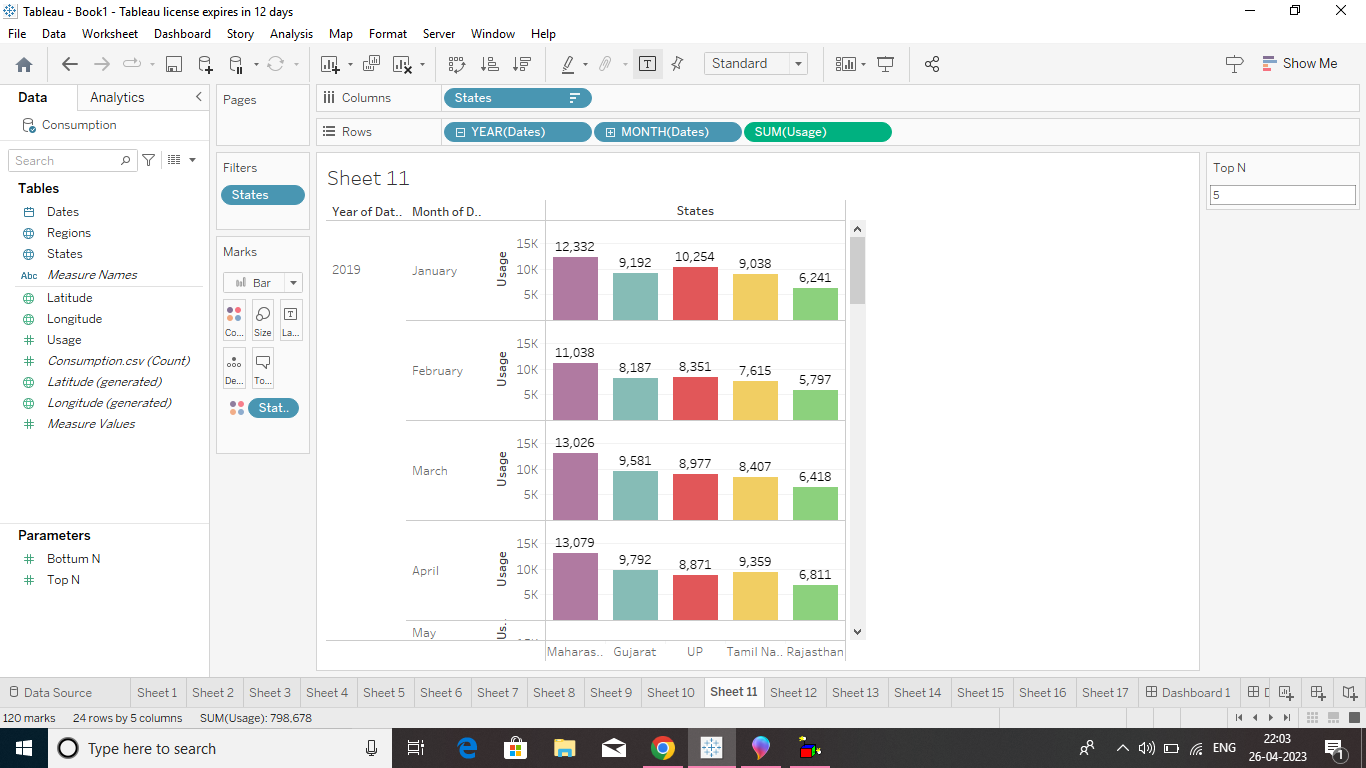 Tableau - Book1 - Tableau license expires in 12 days
File Data Worksheet Dashboard Story Analysis Map Format Server Window Help
Standard
Show Me
Data Analytics
Consumption
Search
Tables
Dates
Regions
States
Abc Measure Names
Latitude
Longitude
Usage
Consumption.csv (Count)
Latitude (generated)
Longitude (generated)
Measure Values
Parameters
Bottum N
Top N
Pages
Filters
States
Marks
Bar
Co... Size La...
De... To...
Stat..
Columns States
Rows YEAR(Dates) MONTH(Dates) SUM(Usage)
Sheet 11
Year of Dat.. Month of D.. States
2019 January Usage 15K 10K 5K 12,332 9,192 10,254 9,038 6,241
February Usage 15K 10K 5K 11,038 8,187 8,351 7,615 5,797
March Usage 15K 10K 5K 13,026 9,581 8,977 8,407 6,418
April Usage 15K 10K 5K 13,079 9,792 8,871 9,359 6,811
May Us..
Maharas.. Gujarat UP Tamil Na.. Rajasthan
Top N
5
Data Source Sheet 1 Sheet 2 Sheet 3 Sheet 4 Sheet 5 Sheet 6 Sheet 7 Sheet 8 Sheet 9 Sheet 10 Sheet 11 Sheet 12 Sheet 13 Sheet 14 Sheet 15 Sheet 16 Sheet 17 Dashboard 1
120 marks 24 rows by 5 columns SUM(Usage): 798,678
Type here to search
ENG
22:03
26-04-2023
1